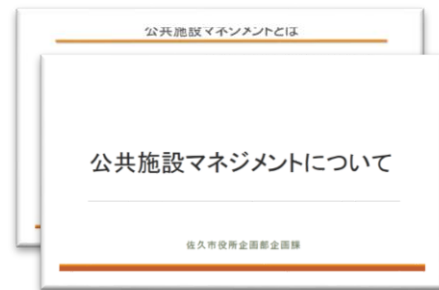 公共施設マネジメントとは
公共施設マネジメントについて
佐久市役所企画部企画課